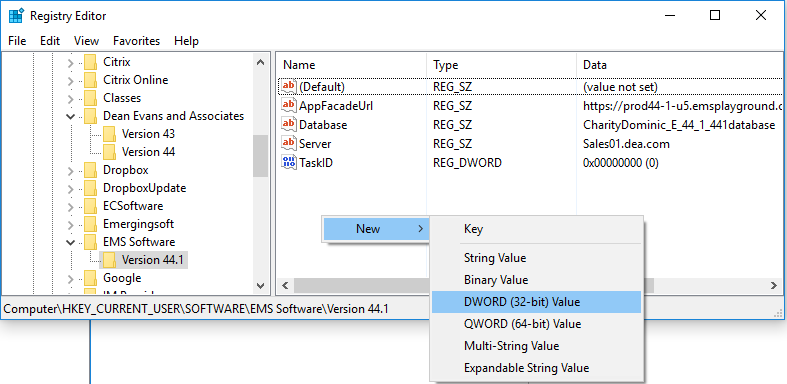 Registry Editor
File Edit View Favorites Help
Citrix
Citrix Online
Classes
Dean Evans and Associates
Version 43
Version 44
Dropbox
DropboxUpdate
ECSoftware
Emergingsoft
EMS Software
Version 44.1
Google
Name Type Data
(Default) REG_SZ (value not set)
AppFacadeUrl REG_SZ https://prod44-1-u5.emsplayground.
Database REG_SZ CharityDominic_E_44_1_441database
Server REG_SZ Sales01.dea.com
TaskID REG_DWORD 0x00000000 (0)
New
Key
String Value
Binary Value
DWORD (32-bit) Value
QWORD (64-bit) Value
Multi-String Value
Expandable String Value
Computer\HKEY_CURRENT_USER\SOFTWARE\EMS Software\Version 44.1